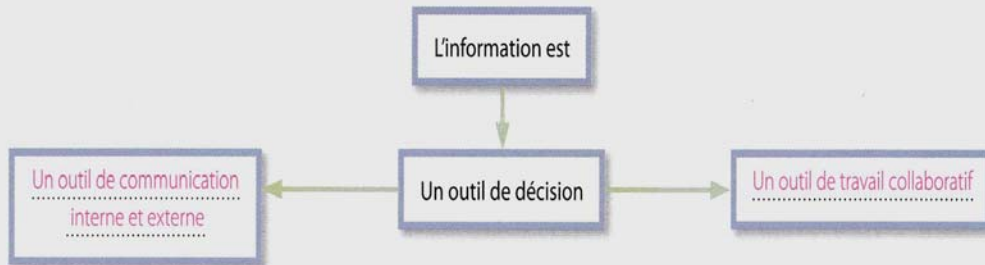 L'information est
Un outil de communication
interne et externe
Un outil de décision
Un outil de travail collaboratif